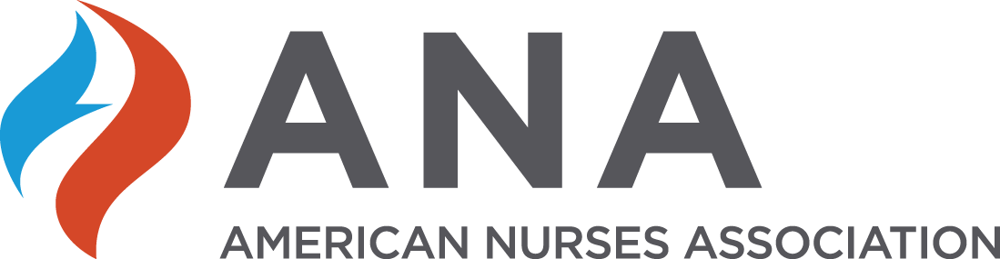 ANA
AMERICAN NURSES ASSOCIATION